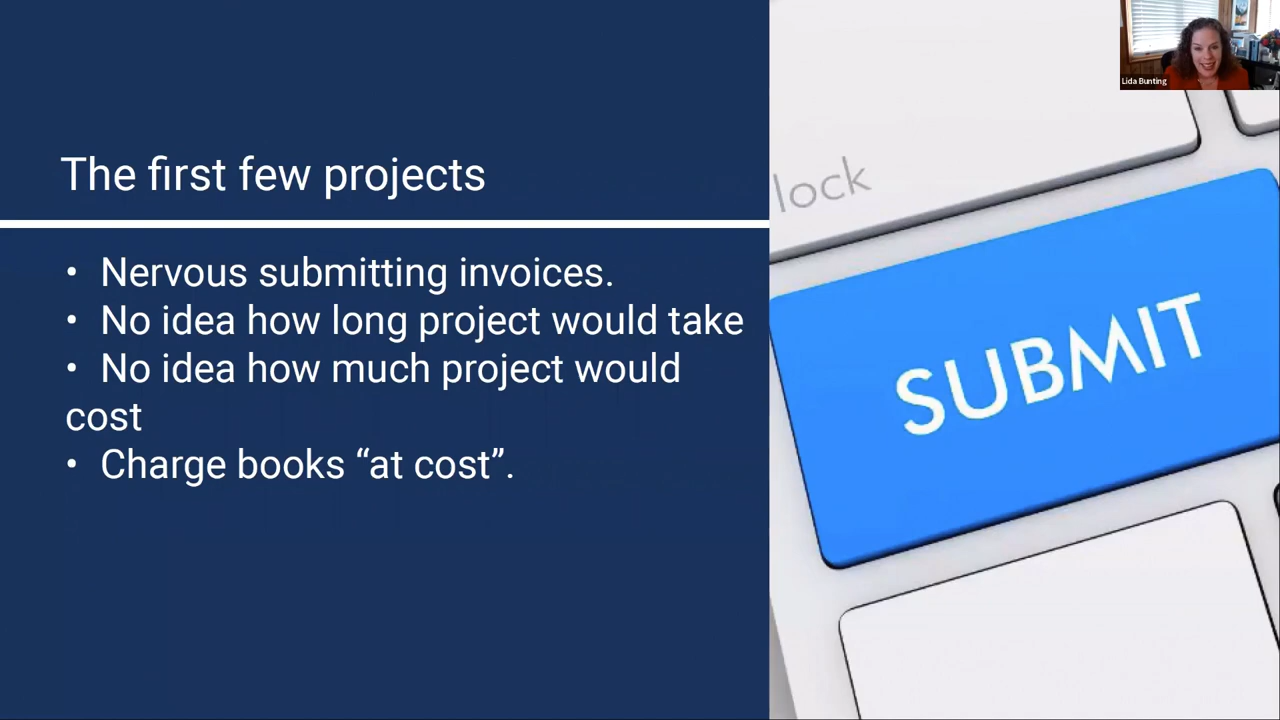 Lida Bunting
The first few projects
• Nervous submitting invoices.
• No idea how long project would take
• No idea how much project would
cost
• Charge books “at cost”.
lock
SUBMIT